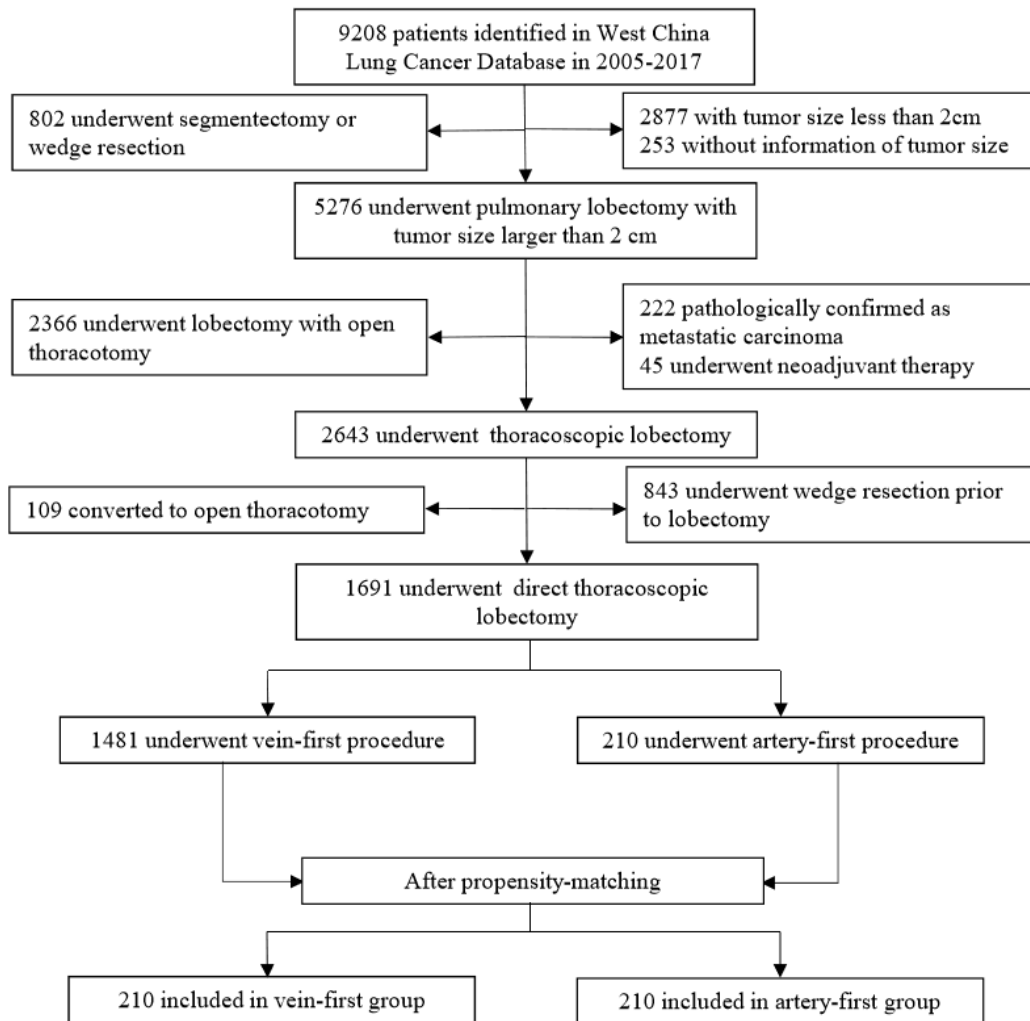 9208 patients identified in West China
Lung Cancer Database in 2005-2017
802 underwent segmentectomy or
wedge resection
2877 with tumor size less than 2cm
253 without information of tumor size
5276 underwent pulmonary lobectomy with
tumor size larger than 2 cm
2366 underwent lobectomy with open
thoracotomy
222 pathologically confirmed as
metastatic carcinoma
45 underwent neoadjuvant therapy
2643 underwent thoracoscopic lobectomy
109 converted to open thoracotomy
843 underwent wedge resection prior
to lobectomy
1691 underwent direct thoracoscopic
lobectomy
1481 underwent vein-first procedure
210 underwent artery-first procedure
After propensity-matching
210 included in vein-first group
210 included in artery-first group